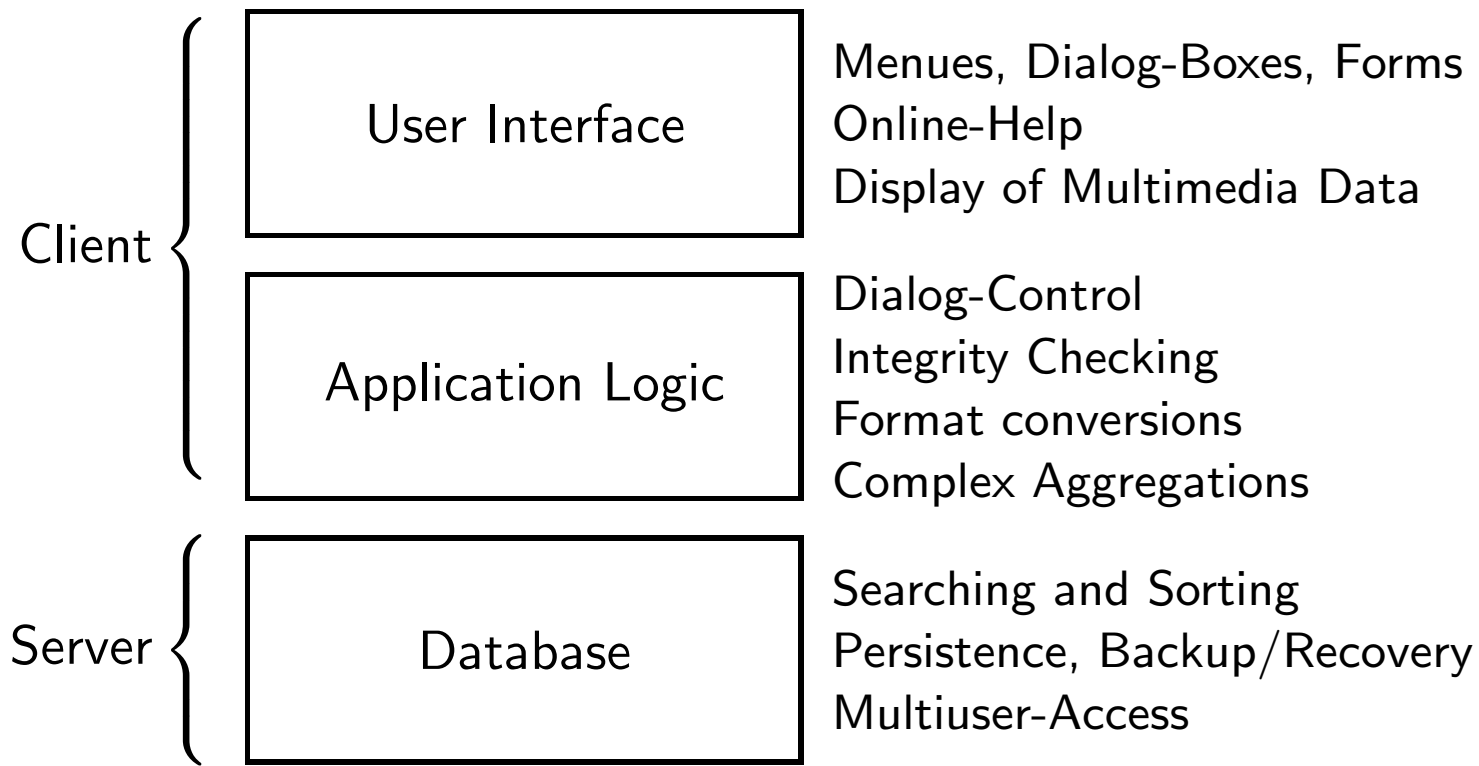 Client
User Interface
Menues, Dialog-Boxes, Forms
Online-Help
Display of Multimedia Data
Application Logic
Dialog-Control
Integrity Checking
Format conversions
Complex Aggregations
Server
Database
Searching and Sorting
Persistence, Backup/Recovery
Multiuser-Access